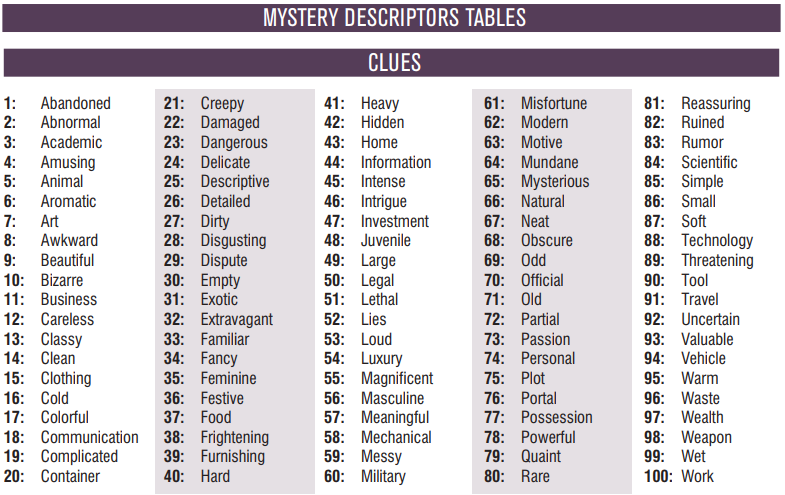 MYSTERY DESCRIPTORS TABLES
CLUES
1: Abandoned
2: Abnormal
3: Academic
4: Amusing
5: Animal
6: Aromatic
7: Art
8: Awkward
9: Beautiful
10: Bizarre
11: Business
12: Careless
13: Classy
14: Clean
15: Clothing
16: Cold
17: Colorful
18: Communication
19: Complicated
20: Container
21: Creepy
22: Damaged
23: Dangerous
24: Delicate
25: Descriptive
26: Detailed
27: Dirty
28: Disgusting
29: Dispute
30: Empty
31: Exotic
32: Extravagant
33: Familiar
34: Fancy
35: Feminine
36: Festive
37: Food
38: Frightening
39: Furnishing
40: Hard
41: Heavy
42: Hidden
43: Home
44: Information
45: Intense
46: Intrigue
47: Investment
48: Juvenile
49: Large
50: Legal
51: Lethal
52: Lies
53: Loud
54: Luxury
55: Magnificent
56: Masculine
57: Meaningful
58: Mechanical
59: Messy
60: Military
61: Misfortune
62: Modern
63: Motive
64: Mundane
65: Mysterious
66: Natural
67: Neat
68: Obscure
69: Odd
70: Official
71: Old
72: Partial
73: Passion
74: Personal
75: Plot
76: Portal
77: Possession
78: Powerful
79: Quaint
80: Rare
81: Reassuring
82: Ruined
83: Rumor
84: Scientific
85: Simple
86: Small
87: Soft
88: Technology
89: Threatening
90: Tool
91: Travel
92: Uncertain
93: Valuable
94: Vehicle
95: Warm
96: Waste
97: Wealth
98: Weapon
99: Wet
100: Work